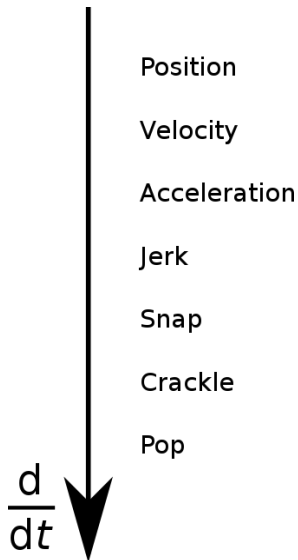 Position
Velocity
Acceleration
Jerk
Snap
Crackle
Pop
d
dt